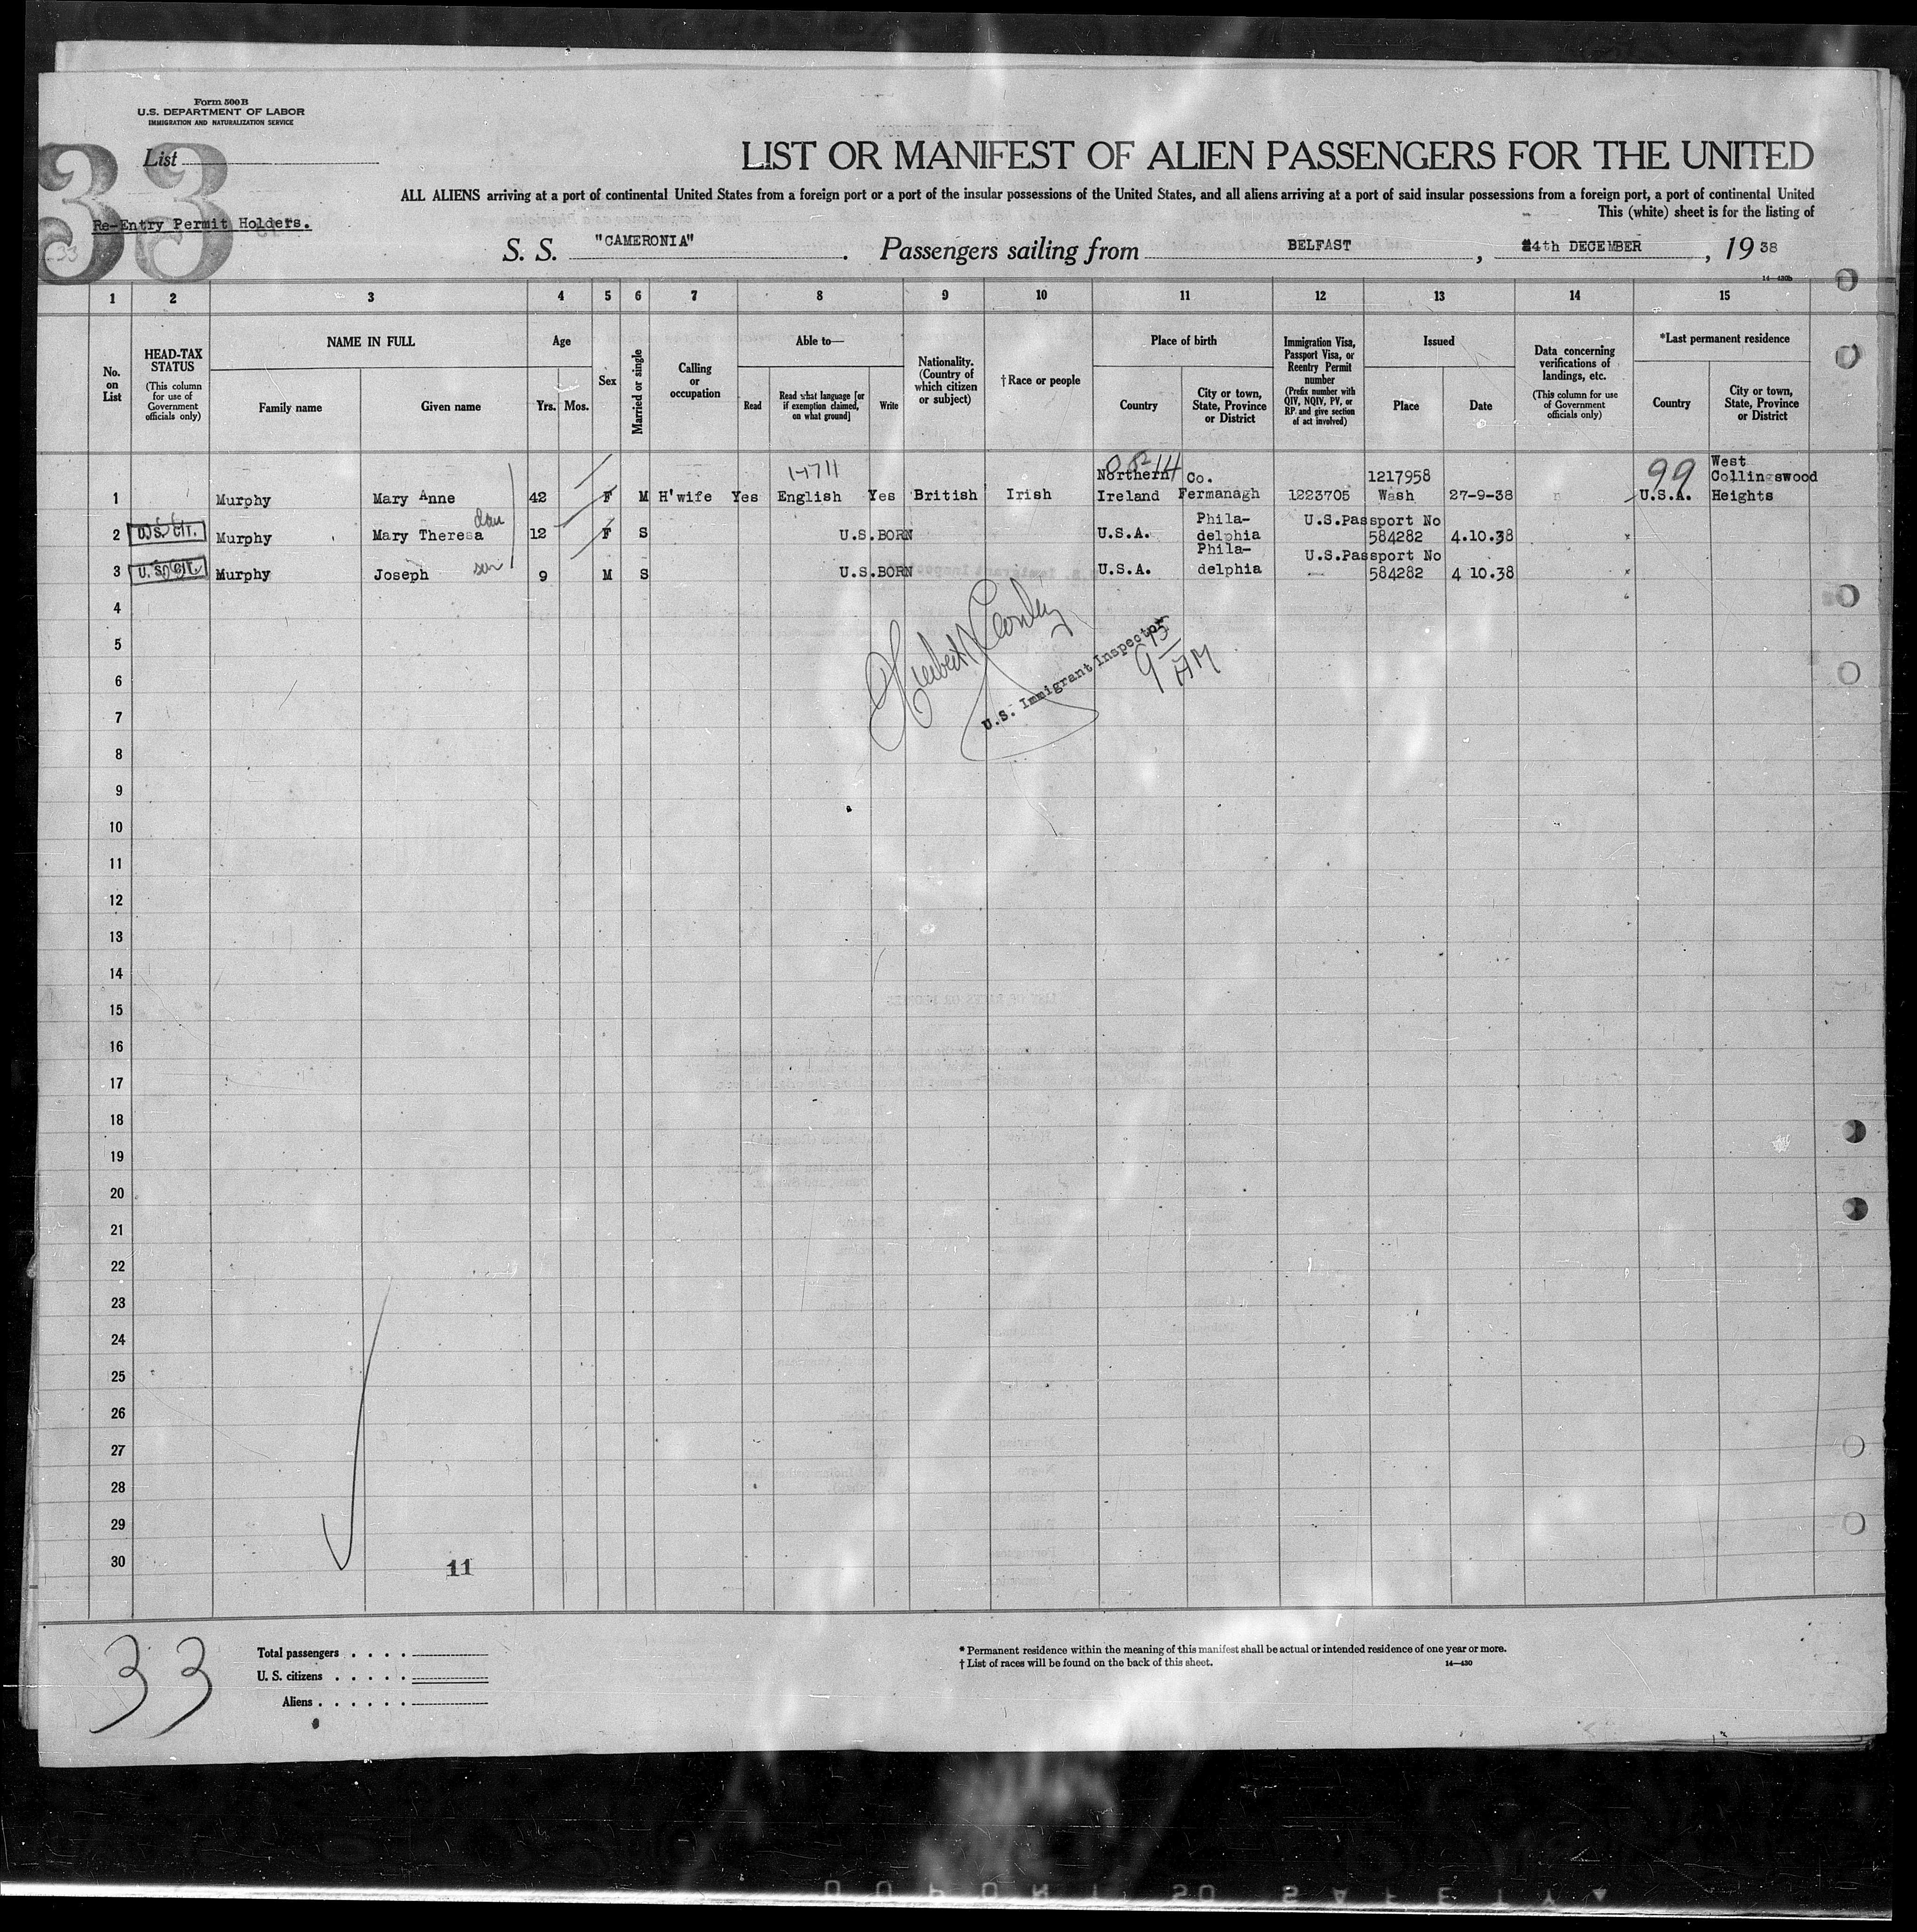 Form 500B
U.S. DEPARTMENT OF LABOR
IMMIGRATION AND NATURALIZATION SERVICE
33
List
LIST OR MANIFEST OF ALIEN PASSENGERS FOR THE UNITED
ALL ALIENS arriving at a port of continental United States from a foreign port or a port of the insular possessions of the United States, and all aliens arriving at a port of said insular possessions from a foreign port, a port of continental United
This (white) sheet is for the listing of
Re-Entry Permit Holders.
S. S. "CAMERONIA". Passengers sailing from BELFAST, 24th DECEMBER, 1938
14—430b
1 2 3 4 5 6 7 8 9 10 11 12 13 14 15
No. on List
HEAD-TAX STATUS
(This column for use of Government officials only)
NAME IN FULL
Family name Given name
Age
Yrs. Mos.
Sex
Married or single
Calling or occupation
Able to—
Read Read what language [or if exemption claimed, on what ground] Write
Nationality. (Country of which citizen or subject)
†Race or people
Place of birth
Country City or town, State, Province or District
Immigration Visa, Passport Visa, or Reentry Permit number
(Prefix number with QIV, NQIV, PV, or RP. and give section of act involved)
Issued
Place Date
Data concerning verifications of landings, etc.
(This column for use of Government officials only)
*Last permanent residence
Country City or town, State, Province or District
1 Murphy Mary Anne 42 F M H'wife Yes English Yes British Irish Northern Ireland Co. Fermanagh 1223705 1217958 Wash 27-9-38 99 U.S.A. West Collingswood Heights
2 U.S. CIT. Murphy Mary Theresa dau 12 F S U.S.BORN U.S.A. Phila-delphia U.S.Passport No 584282 4.10.38
3 U.S. CIT. Murphy Joseph son 9 M S U.S.BORN U.S.A. Phila-delphia U.S.Passport No 584282 4 10.38
4
5
6
U.S. Immigrant Inspector
AM
7
8
9
10
11
12
13
14
15
16
17
18
19
20
21
22
23
24
25
26
27
28
29
30
11
33
Total passengers . . . .
U. S. citizens . . . . .
Aliens . . . . . .
* Permanent residence within the meaning of this manifest shall be actual or intended residence of one year or more.
† List of races will be found on the back of this sheet.
14—430